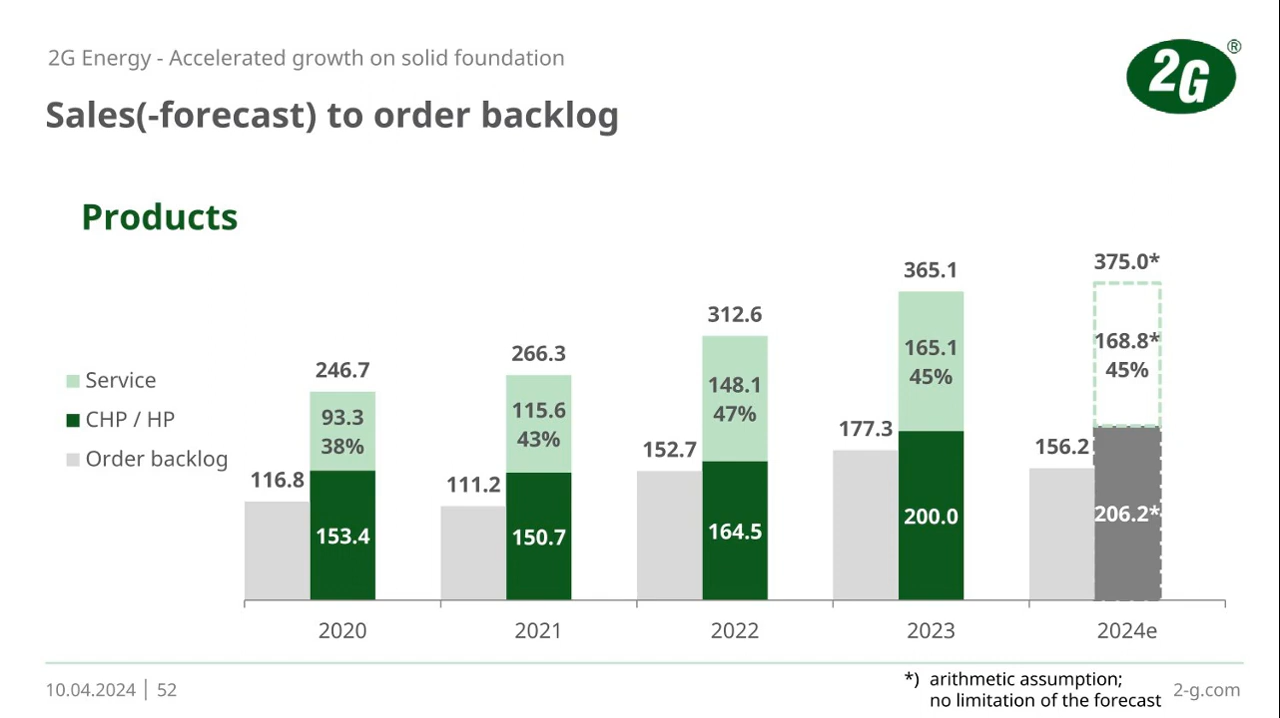 2G Energy - Accelerated growth on solid foundation
2G®
Sales(-forecast) to order backlog
Products
Service
CHP / HP
Order backlog
116.8
246.7
93.3
38%
153.4
111.2
266.3
115.6
43%
150.7
152.7
312.6
148.1
47%
164.5
177.3
365.1
165.1
45%
200.0
156.2
375.0*
168.8*
45%
206.2*
2020
2021
2022
2023
2024e
10.04.2024 | 52
*) arithmetic assumption;
no limitation of the forecast
2-g.com